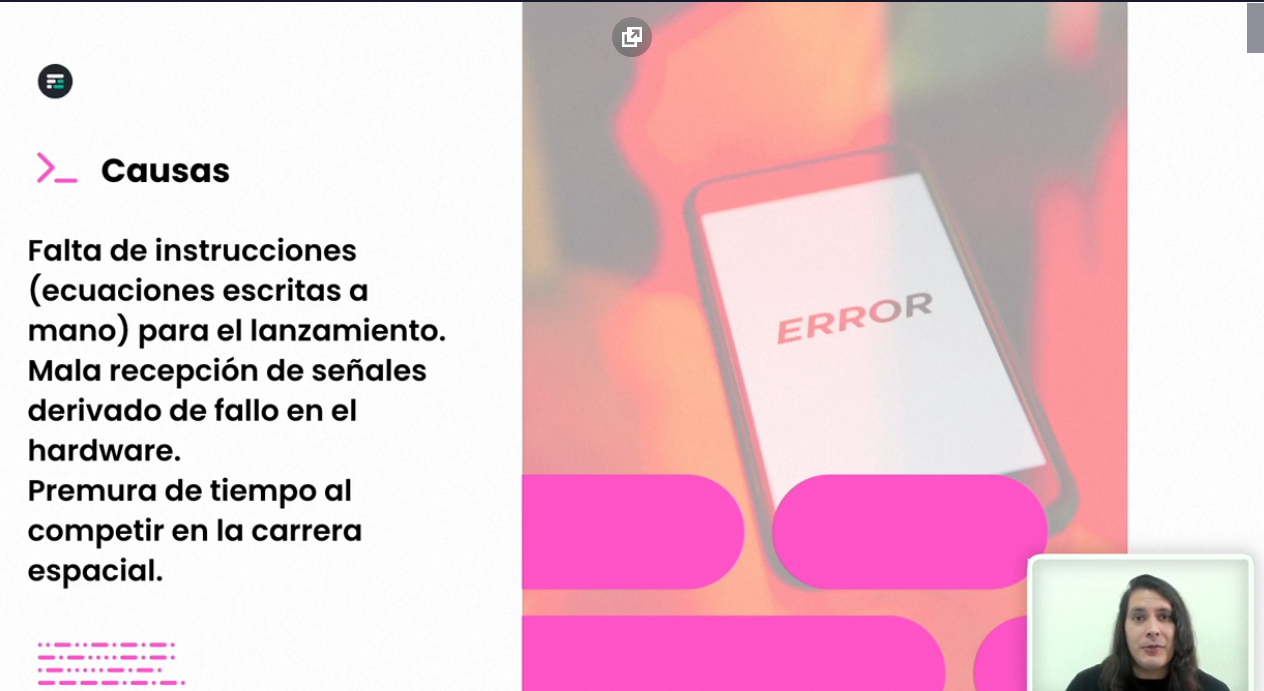 >_ Causas
Falta de instrucciones
(ecuaciones escritas a
mano) para el lanzamiento.
Mala recepción de señales
derivado de fallo en el
hardware.
Premura de tiempo al
competir en la carrera
espacial.
ERROR